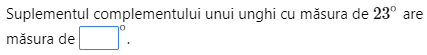 Suplementul complementului unui unghi cu măsura de 23° are
măsura de °.